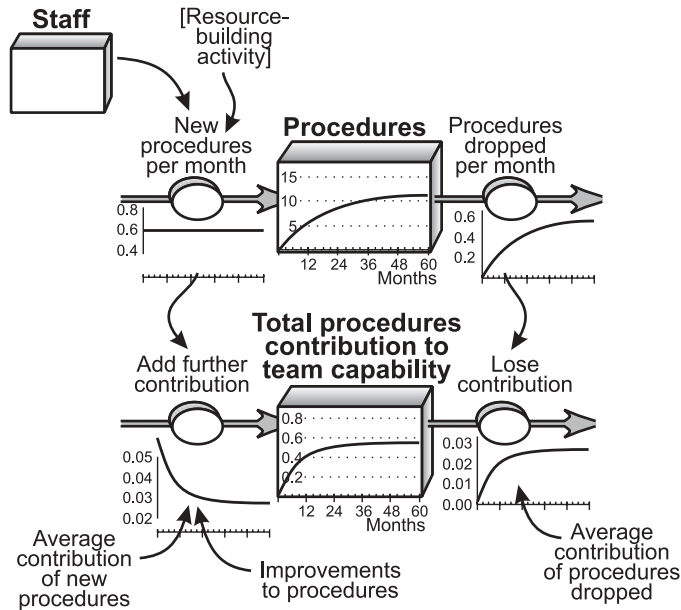 Staff
[Resource-
building
activity]
New
procedures
per month
Procedures
Procedures
dropped
per month
0.8
0.6
0.4
15
10
5
12 24 36 48 60
Months
0.6
0.4
0.2
Total procedures
contribution to
team capability
Add further
contribution
Lose
contribution
0.05
0.04
0.03
0.02
0.8
0.6
0.4
0.2
12 24 36 48 60
Months
0.03
0.02
0.01
0.00
Average
contribution
of new
procedures
Improvements
to procedures
Average
contribution
of procedures
dropped